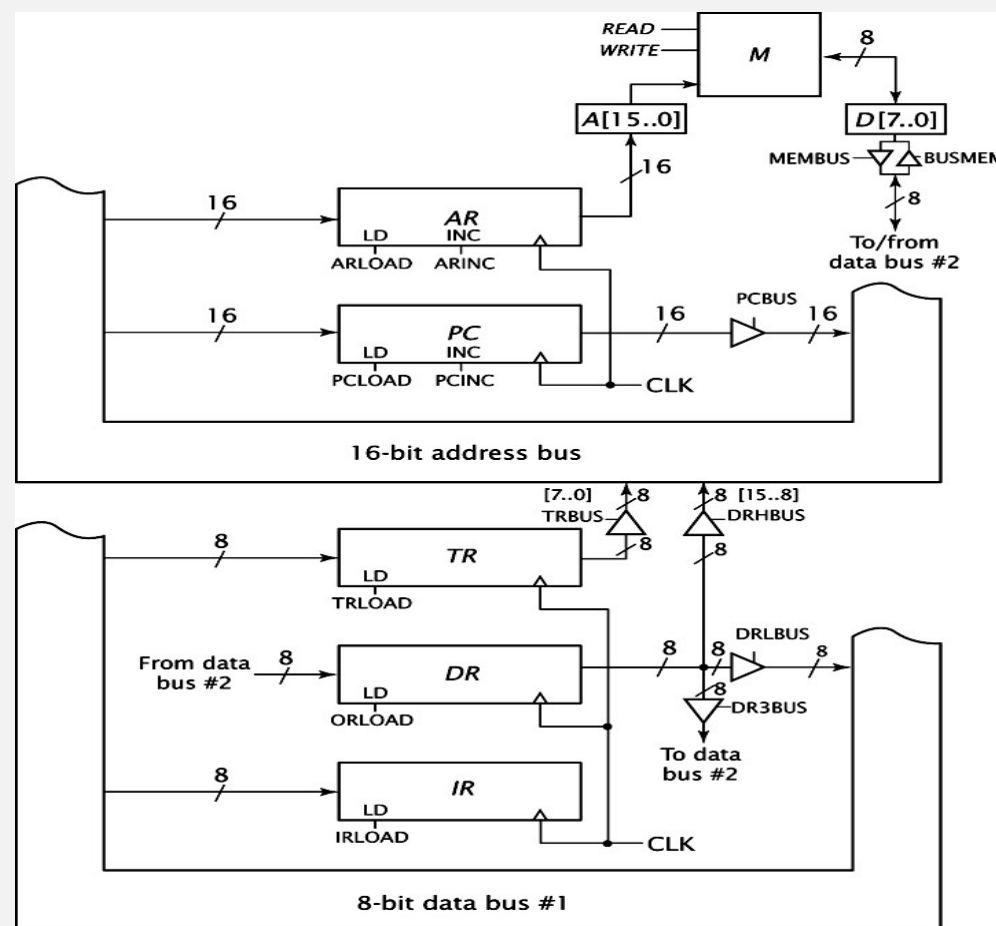 READ
WRITE
M
8
A[15..0]
D[7..0]
MEMBUS
BUSMEM
16
8
16
AR
LD
INC
ARLOAD
ARINC
To/from
data bus #2
16
PC
LD
INC
PCLOAD
PCINC
16
PCBUS
16
CLK
16-bit address bus
[7..0]
8
8
[15..8]
TRBUS
DRHBUS
8
8
8
TR
LD
TRLOAD
From data
bus #2
8
DR
LD
ORLOAD
8
8
DRLBUS
8
8
DR3BUS
To data
bus #2
8
IR
LD
IRLOAD
CLK
8-bit data bus #1